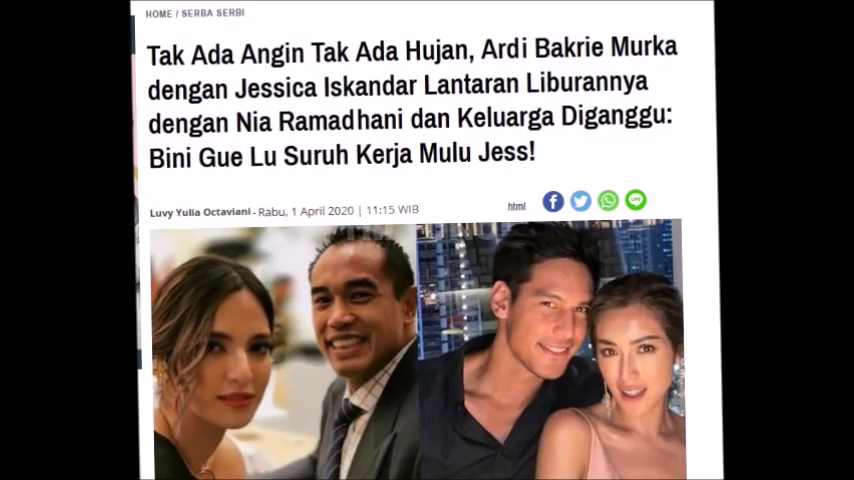 HOME / SERBA SERBI
Tak Ada Angin Tak Ada Hujan, Ardi Bakrie Murka
dengan Jessica Iskandar Lantaran Liburannya
dengan Nia Ramadhani dan Keluarga Diganggu:
Bini Gue Lu Suruh Kerja Mulu Jess!
Luvy Yulia Octaviani - Rabu, 1 April 2020 | 11:15 WIB
html
LINE